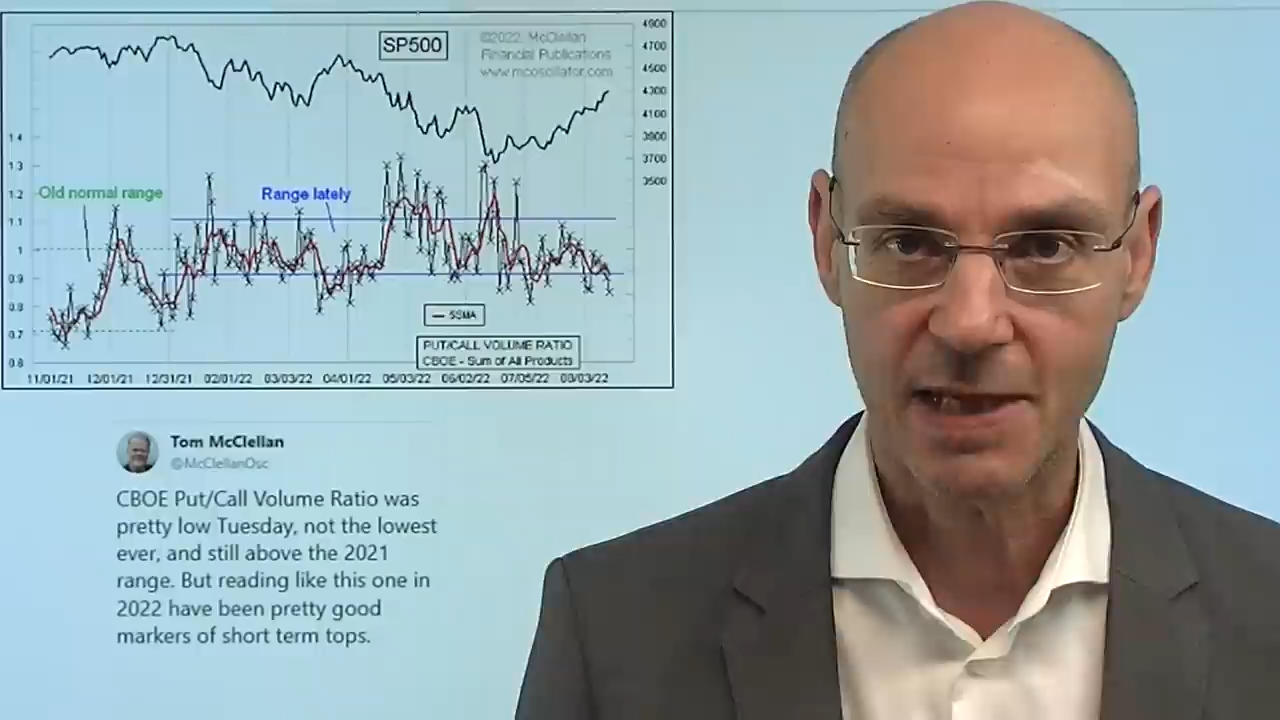 SP500
©2022, McClellan
Financial Publications
www.mcoscillator.com
4900
4700
4500
4300
4100
3900
3700
3500
1.4
1.3
1.2
1.1
1
0.9
0.8
0.7
0.6
Old normal range
Range lately
5SMA
PUT/CALL VOLUME RATIO
CBOE - Sum of All Products
11/01/21 12/01/21 12/31/21 02/01/22 03/03/22 04/01/22 05/03/22 06/02/22 07/05/22 08/03/22
Tom McClellan
@McClellanOsc
CBOE Put/Call Volume Ratio was
pretty low Tuesday, not the lowest
ever, and still above the 2021
range. But reading like this one in
2022 have been pretty good
markers of short term tops.